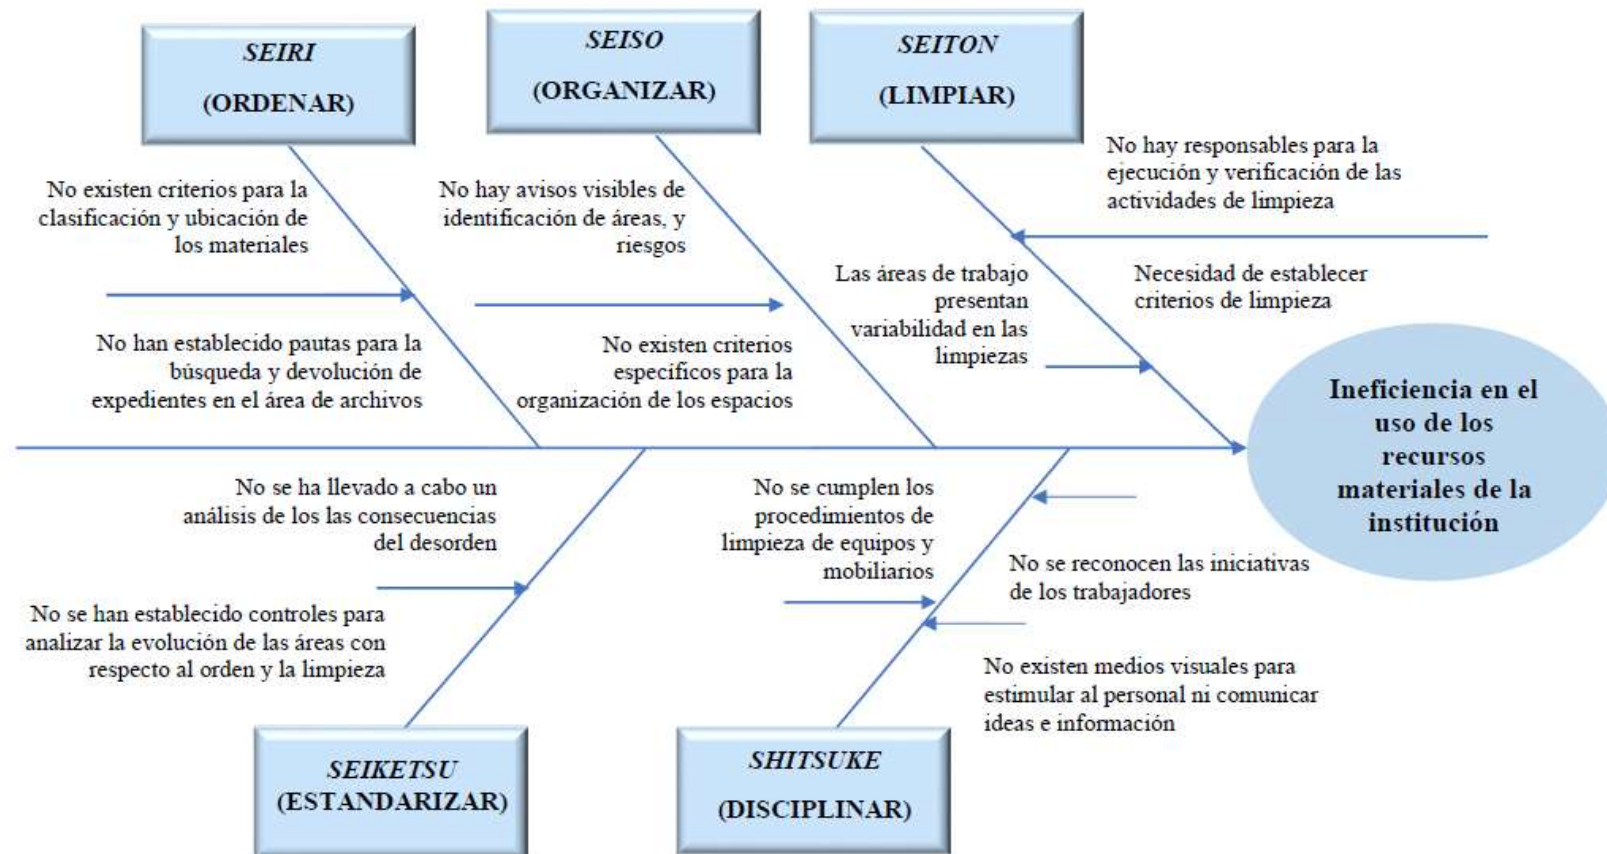 SEIRI
(ORDENAR)
SEISO
(ORGANIZAR)
SEITON
(LIMPIAR)
No existen criterios para la
clasificación y ubicación de
los materiales
No han establecido pautas para la
búsqueda y devolución de
expedientes en el área de archivos
No hay avisos visibles de
identificación de áreas, y
riesgos
No existen criterios
específicos para la
organización de los espacios
No hay responsables para la
ejecución y verificación de las
actividades de limpieza
Las áreas de trabajo
presentan
variabilidad en las
limpiezas
Necesidad de establecer
criterios de limpieza
Ineficiencia en el
uso de los
recursos
materiales de la
institución
No se ha llevado a cabo un
análisis de los las consecuencias
del desorden
No se han establecido controles para
analizar la evolución de las áreas con
respecto al orden y la limpieza
No se cumplen los
procedimientos de
limpieza de equipos y
mobiliarios
No se reconocen las iniciativas
de los trabajadores
No existen medios visuales para
estimular al personal ni comunicar
ideas e información
SEIKETSU
(ESTANDARIZAR)
SHITSUKE
(DISCIPLINAR)